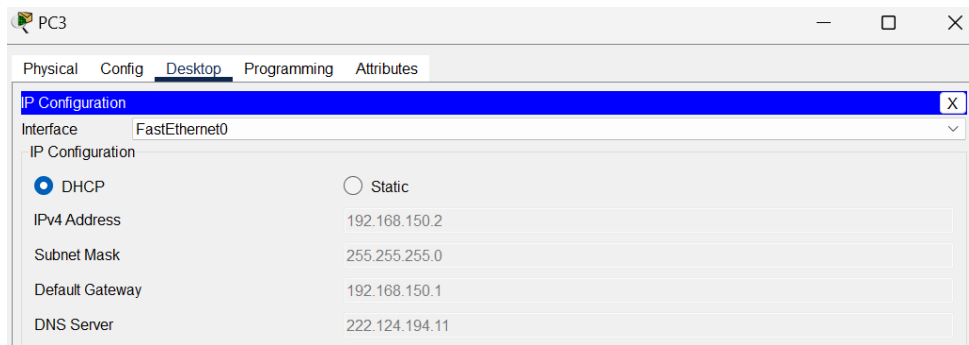 PC3
Physical Config Desktop Programming Attributes
IP Configuration X
Interface FastEthernet0
IP Configuration
DHCP Static
IPv4 Address 192.168.150.2
Subnet Mask 255.255.255.0
Default Gateway 192.168.150.1
DNS Server 222.124.194.11